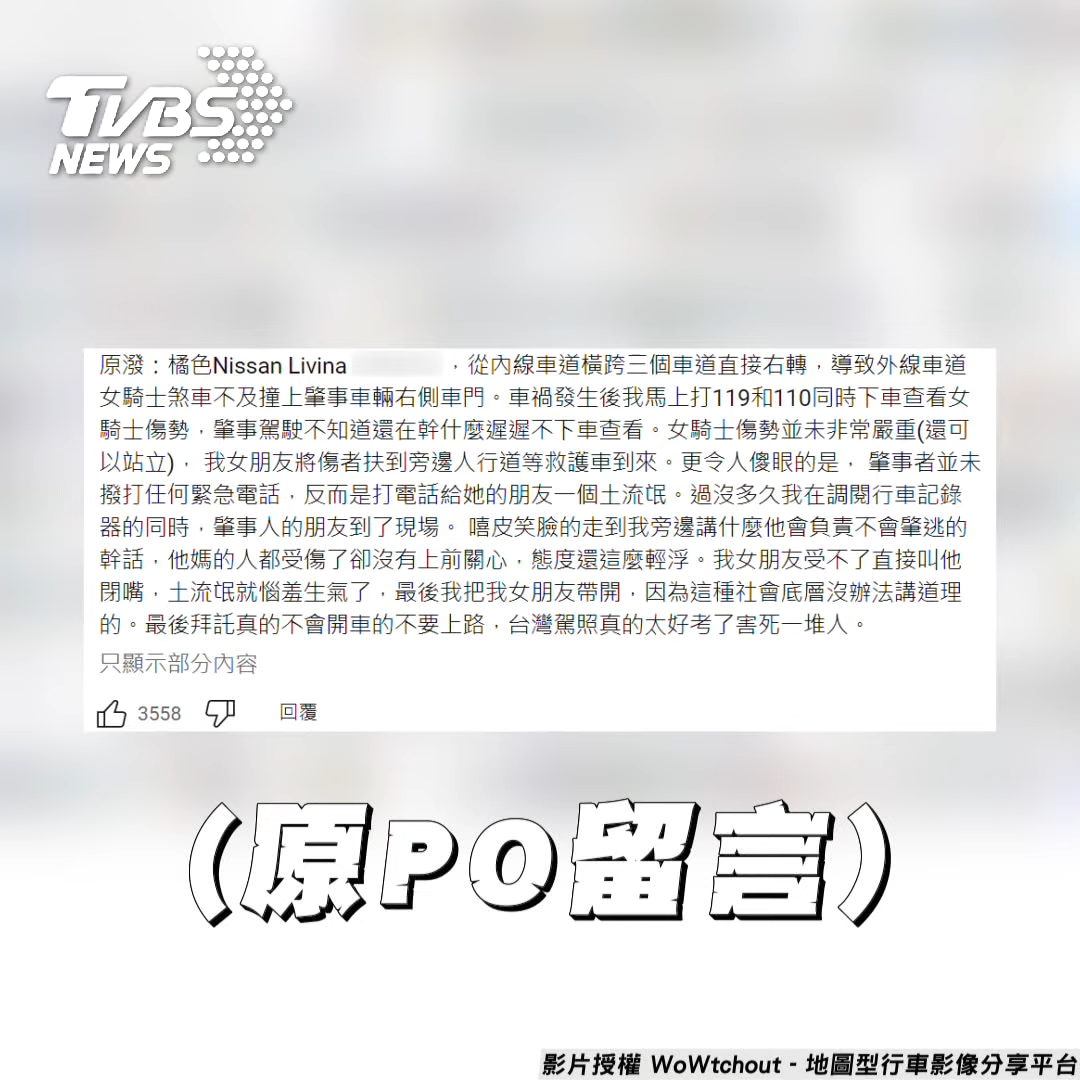 TVBS
NEWS
原潑：橘色Nissan Livina ，從內線車道橫跨三個車道直接右轉，導致外線車道
女騎士煞車不及撞上肇事車輛右側車門。車禍發生後我馬上打119和110同時下車查看女
騎士傷勢，肇事駕駛不知道還在幹什麼遲遲不下車查看。女騎士傷勢並未非常嚴重(還可
以站立)， 我女朋友將傷者扶到旁邊人行道等救護車到來。更令人傻眼的是， 肇事者並未
撥打任何緊急電話，反而是打電話給她的朋友一個土流氓。過沒多久我在調閱行車記錄
器的同時，肇事人的朋友到了現場。 嘻皮笑臉的走到我旁邊講什麼他會負責不會肇逃的
幹話，他媽的人都受傷了卻沒有上前關心，態度還這麼輕浮。我女朋友受不了直接叫他
閉嘴，土流氓就惱羞生氣了，最後我把我女朋友帶開，因為這種社會底層沒辦法講道理
的。最後拜託真的不會開車的不要上路，台灣駕照真的太好考了害死一堆人。
只顯示部分內容
3558 回覆
(原PO留言)
影片授權 WoWtchout - 地圖型行車影像分享平台